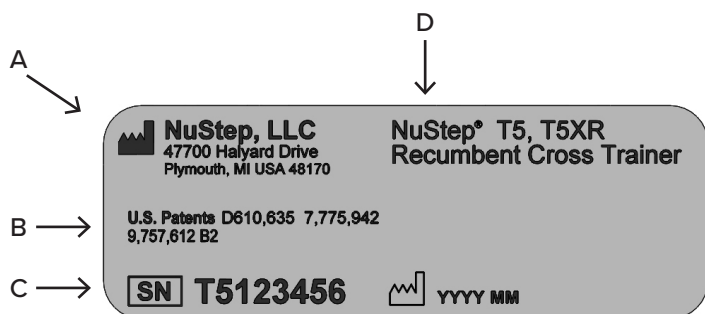 D
A
NuStep, LLC
47700 Halyard Drive
Plymouth, MI USA 48170
NuStep® T5, T5XR
Recumbent Cross Trainer
B
U.S. Patents D610,635 7,775,942
9,757,612 B2
C
SN T5123456
YYYY MM